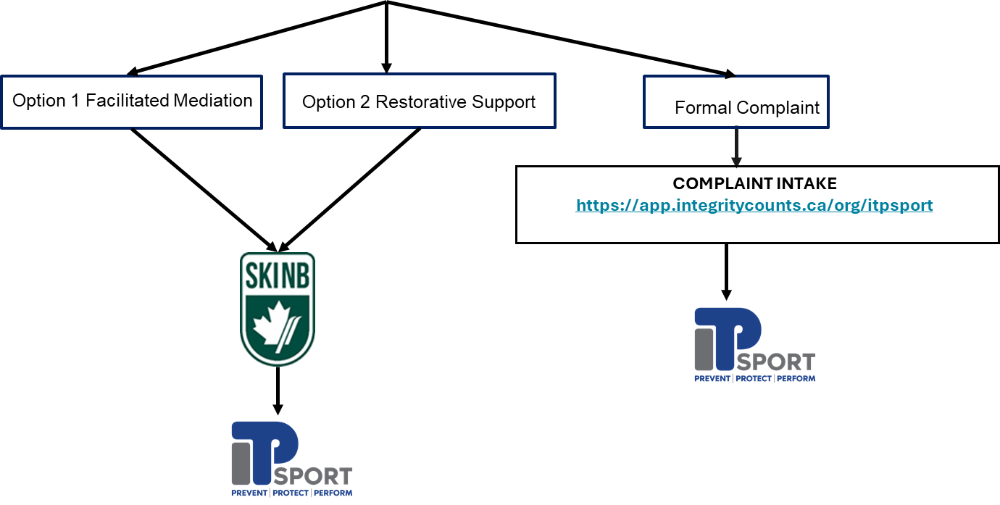 Option 1 Facilitated Mediation
Option 2 Restorative Support
Formal Complaint
COMPLAINT INTAKE
https://app.integritycounts.ca/org/itpsport
SKINB
iTP SPORT
PREVENT | PROTECT | PERFORM
iTP SPORT
PREVENT | PROTECT | PERFORM